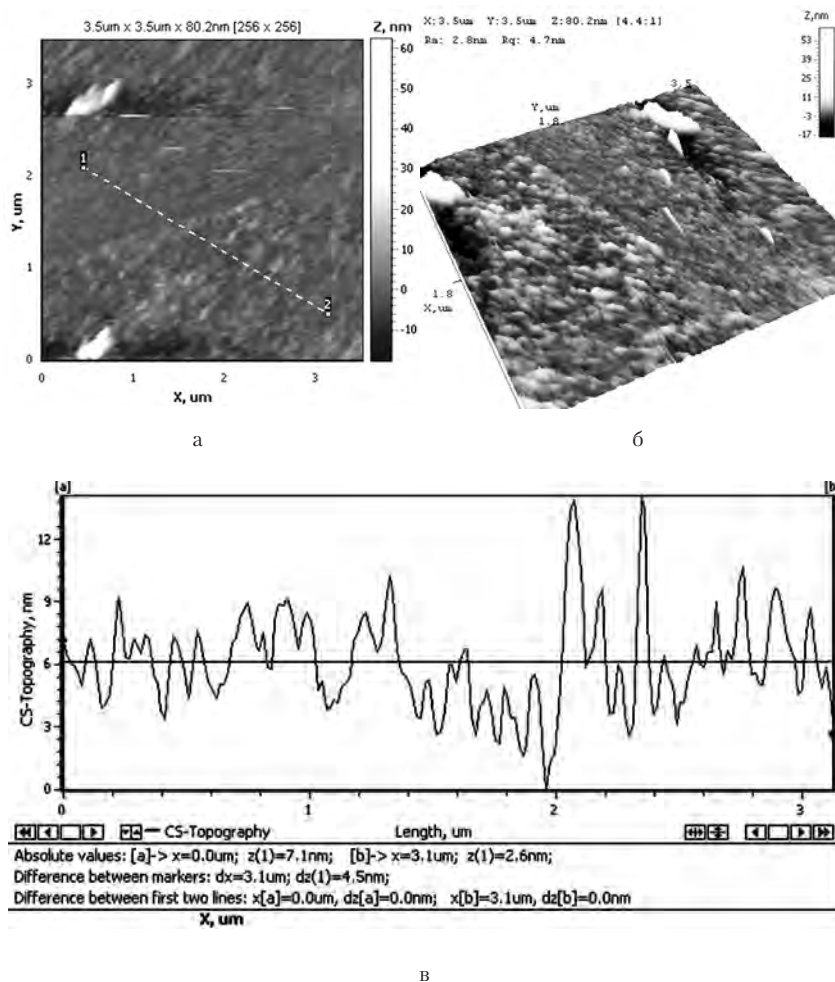 3.5um x 3.5um x 80.2nm [256 x 256]
Z, nm
60
50
40
30
20
10
0
-10
3
2
1
0
Y, um
1
2
0
1
2
3
X, um
а
X:3.5um Y:3.5um Z:80.2nm [4.4:1]
Ra: 2.8nm Rq: 4.7nm
Z,nm
53
39
25
11
-3
-17
3.5
Y,um
1.8
1.8
X,um
б
[a]
[b
12
9
6
3
0
CS-Topography, nm
0
1
2
3
CS-Topography
Length, um
Absolute values: [a]-> x=0.0um; z(1)=7.1nm; [b]-> x=3.1um; z(1)=2.6nm;
Difference between markers: dx=3.1um; dz(1)=4.5nm;
Difference between first two lines: x[a]=0.0um, dz[a]=0.0nm; x[b]=3.1um, dz[b]=0.0nm
X, um
в